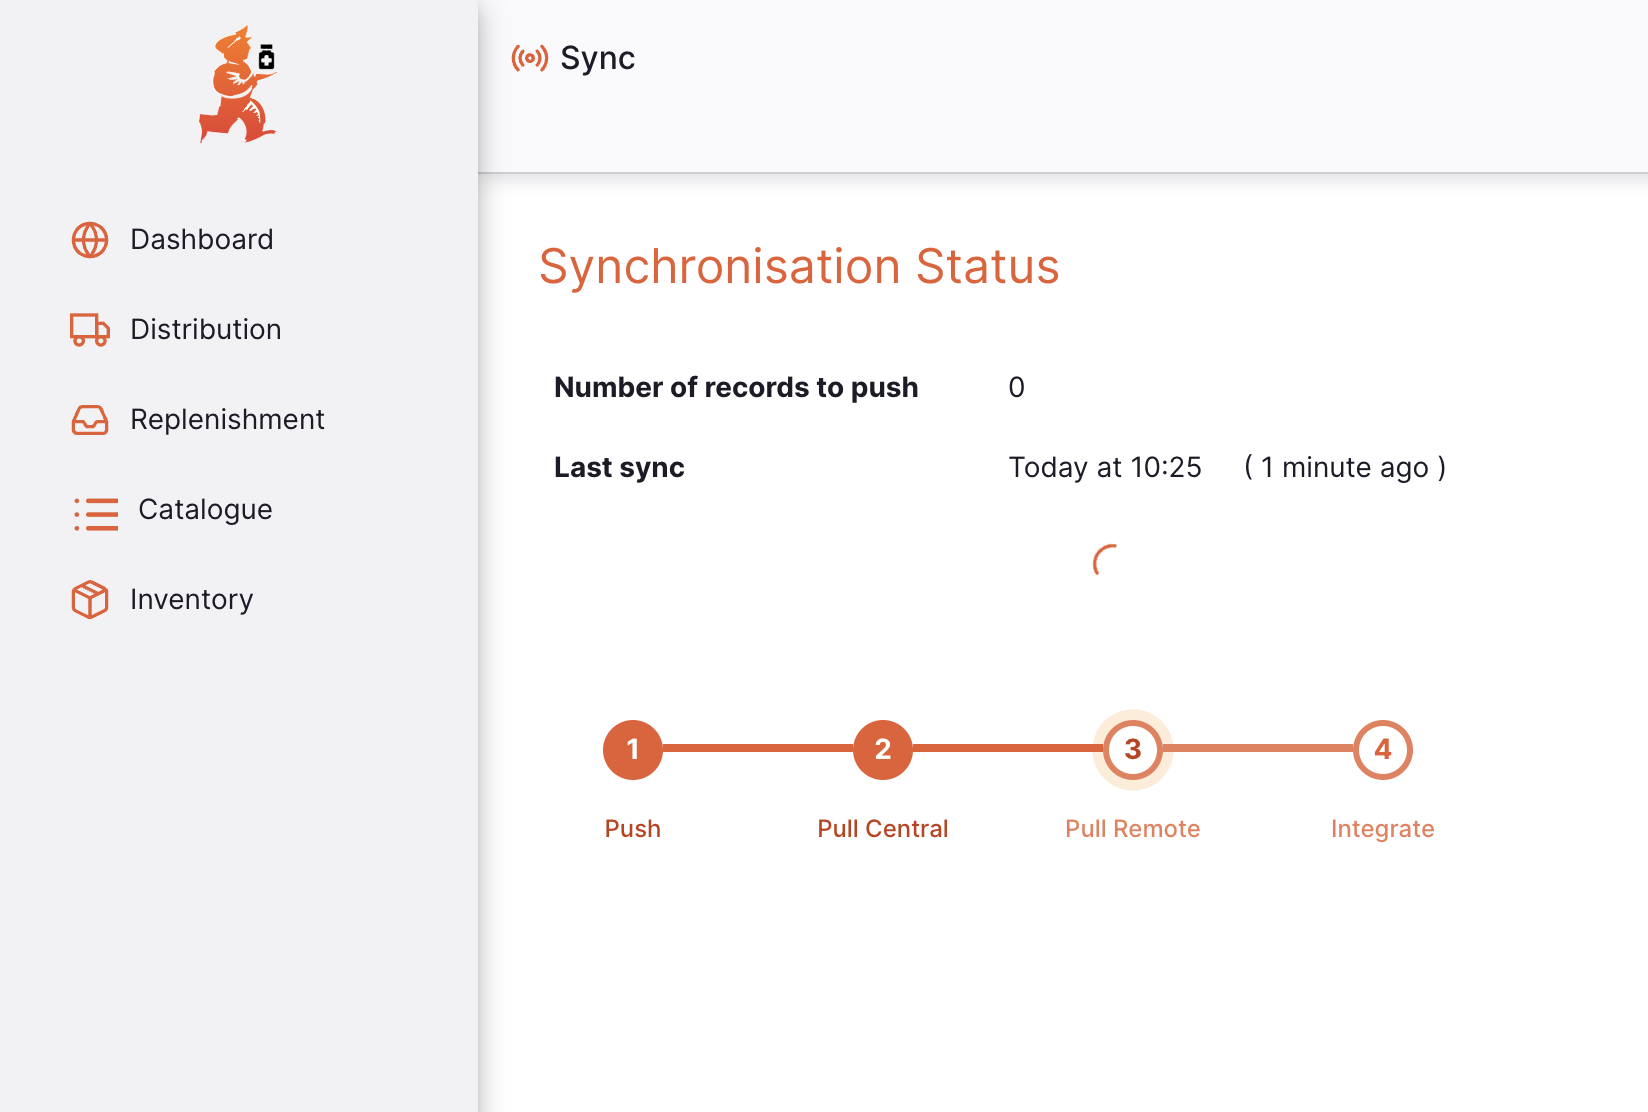 Sync
Dashboard
Distribution
Replenishment
Catalogue
Inventory
Synchronisation Status
Number of records to push 0
Last sync Today at 10:25 ( 1 minute ago )
1 2 3 4
Push Pull Central Pull Remote Integrate